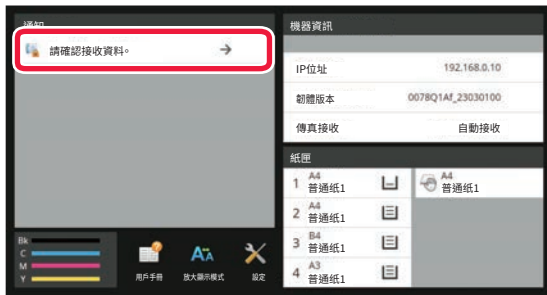 通知
請確認接收資料。
機器資訊
IP位址 192.168.0.10
韌體版本 0078Q1Af_23030100
傳真接收 自動接收
紙匣
1 A4
普通紙1
A4
普通紙1
2 A4
普通紙1
3 B4
普通紙1
4 A3
普通紙1
Bk
C
M
Y
用戶手冊
放大顯示模式
設定